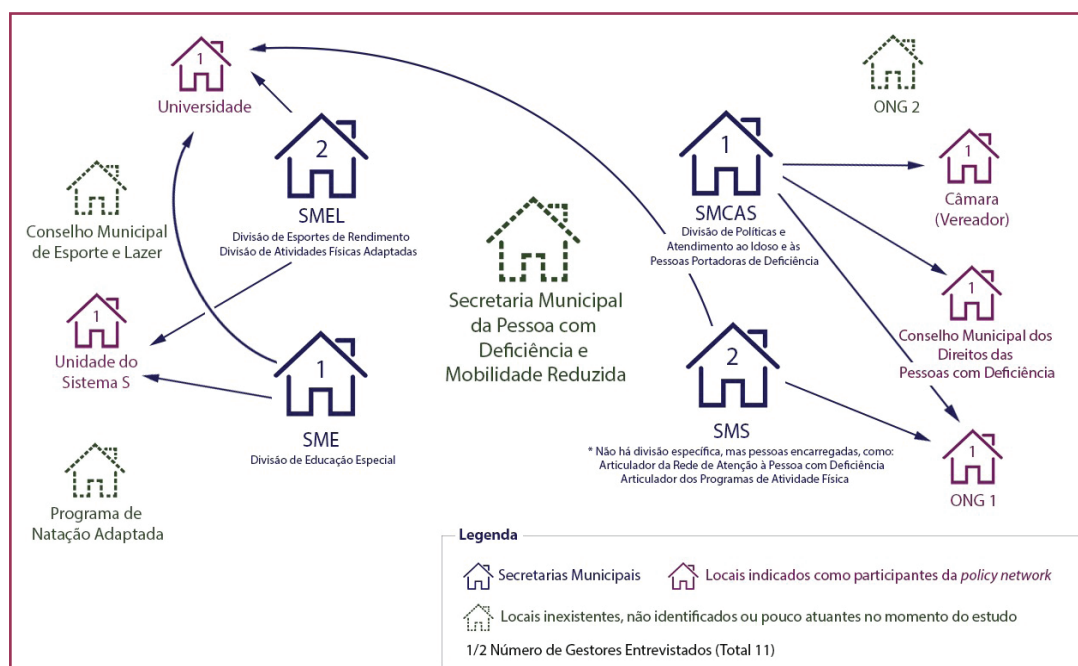 1
Universidade
2
SMEL
Divisão de Esportes de Rendimento
Divisão de Atividades Físicas Adaptadas
Conselho Municipal
de Esporte e Lazer
1
Unidade do
Sistema S
1
SME
Divisão de Educação Especial
Programa de
Natação Adaptada
Secretaria Municipal
da Pessoa com
Deficiência e
Mobilidade Reduzida
1
SMCAS
Divisão de Políticas e
Atendimento ao Idoso e às
Pessoas Portadoras de Deficiência
2
SMS
* Não há divisão específica, mas pessoas encarregadas, como:
Articulador da Rede de Atenção à Pessoa com Deficiência
Articulador dos Programas de Atividade Física
ONG 2
1
Câmara
(Vereador)
1
Conselho Municipal dos
Direitos das
Pessoas com Deficiência
1
ONG 1
Legenda
Secretarias Municipais
Locais indicados como participantes da policy network
Locais inexistentes, não identificados ou pouco atuantes no momento do estudo
1/2 Número de Gestores Entrevistados (Total 11)